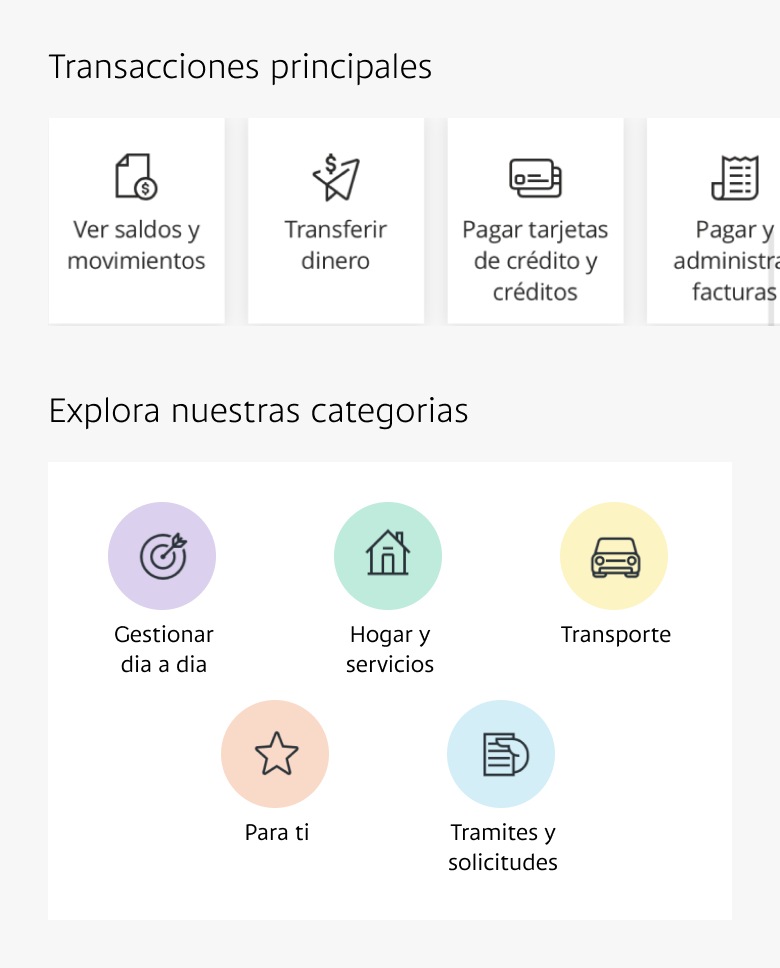 Transacciones principales
Ver saldos y
movimientos
Transferir
dinero
Pagar tarjetas
de crédito y
créditos
Pagar y
administra
facturas
Explora nuestras categorias
Gestionar
dia a dia
Hogar y
servicios
Transporte
Para ti
Tramites y
solicitudes